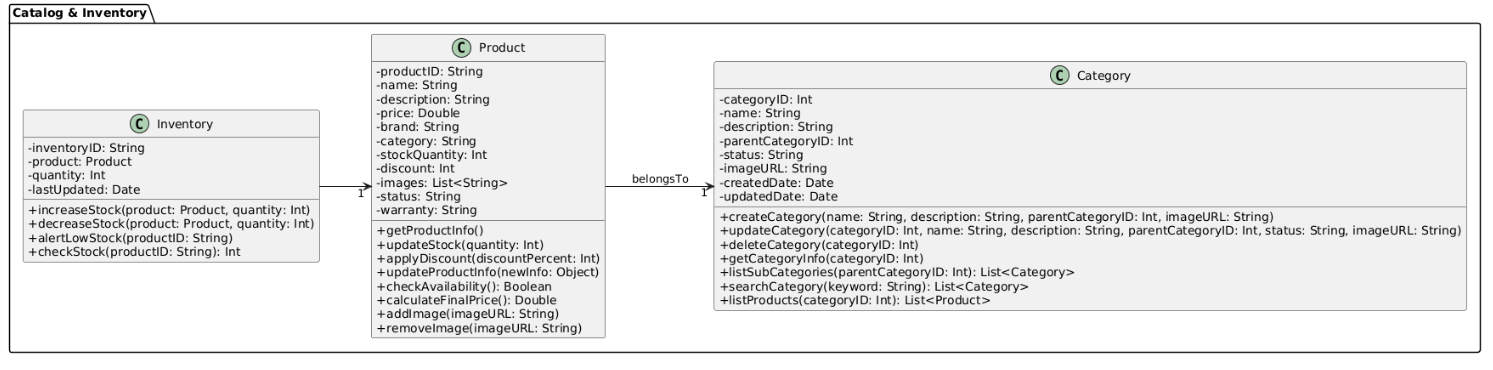 Catalog & Inventory
C Inventory
-inventoryID: String
-product: Product
-quantity: Int
-lastUpdated: Date
+increaseStock(product: Product, quantity: Int)
+decreaseStock(product: Product, quantity: Int)
+alertLowStock(productID: String)
+checkStock(productID: String): Int
1
C Product
-productID: String
-name: String
-description: String
-price: Double
-brand: String
-category: String
-stockQuantity: Int
-discount: Int
-images: List<String>
-status: String
-warranty: String
+getProductInfo()
+updateStock(quantity: Int)
+applyDiscount(discountPercent: Int)
+updateProductInfo(newInfo: Object)
+checkAvailability(): Boolean
+calculateFinalPrice(): Double
+addImage(imageURL: String)
+removeImage(imageURL: String)
belongsTo
1
C Category
-categoryID: Int
-name: String
-description: String
-parentCategoryID: Int
-status: String
-imageURL: String
-createdDate: Date
-updatedDate: Date
+createCategory(name: String, description: String, parentCategoryID: Int, imageURL: String)
+updateCategory(categoryID: Int, name: String, description: String, parentCategoryID: Int, status: String, imageURL: String)
+deleteCategory(categoryID: Int)
+getCategoryInfo(categoryID: Int)
+listSubCategories(parentCategoryID: Int): List<Category>
+searchCategory(keyword: String): List<Category>
+listProducts(categoryID: Int): List<Product>